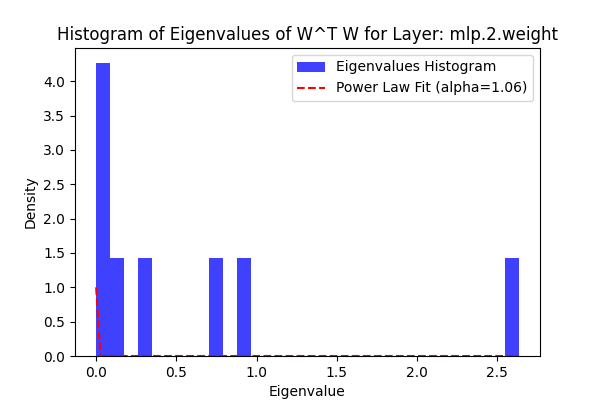 Histogram of Eigenvalues of W^T W for Layer: mlp.2.weight
Eigenvalues Histogram
Power Law Fit (alpha=1.06)
4.0
3.5
3.0
2.5
2.0
1.5
1.0
0.5
0.0
Density
0.0 0.5 1.0 1.5 2.0 2.5
Eigenvalue